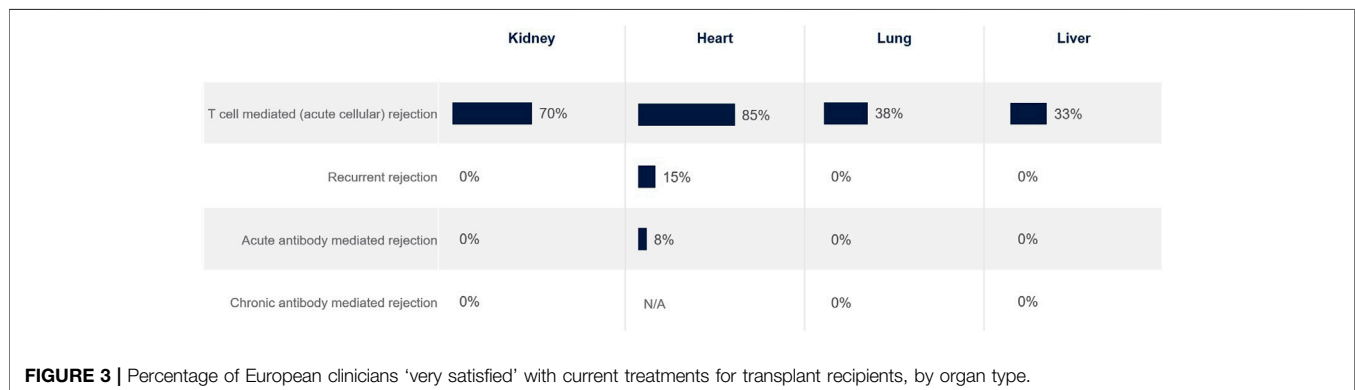 Kidney Heart Lung Liver
T cell mediated (acute cellular) rejection 70% 85% 38% 33%
Recurrent rejection 0% 15% 0% 0%
Acute antibody mediated rejection 0% 8% 0% 0%
Chronic antibody mediated rejection 0% N/A 0% 0%
FIGURE 3 | Percentage of European clinicians ‘very satisfied’ with current treatments for transplant recipients, by organ type.